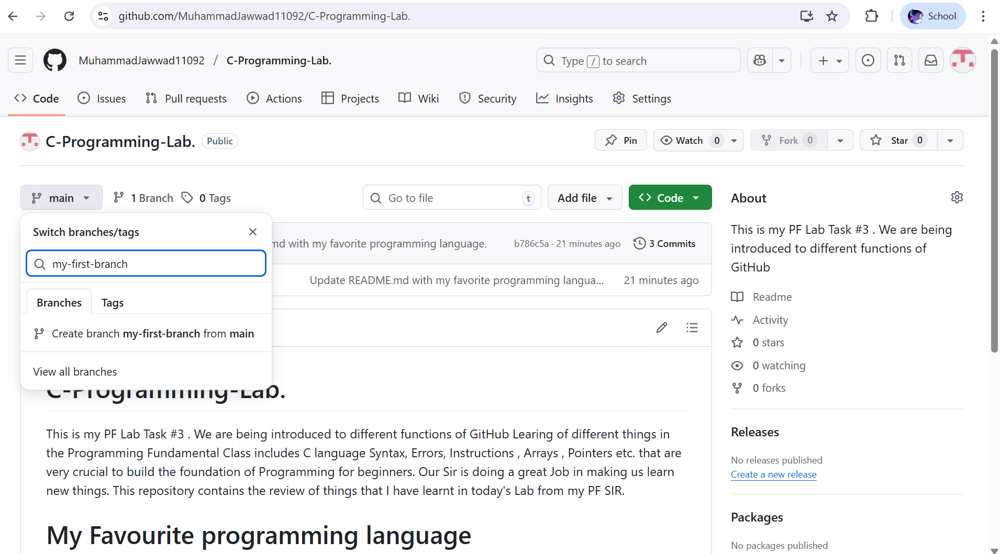 github.com/MuhammadJawwad11092/C-Programming-Lab.
School
MuhammadJawwad11092 / C-Programming-Lab.
Type / to search
Code
Issues
Pull requests
Actions
Projects
Wiki
Security
Insights
Settings
C-Programming-Lab.
Public
Pin
Watch 0
Fork 0
Star 0
main
1 Branch
0 Tags
Go to file
t
Add file
Code
Switch branches/tags
my-first-branch
Branches
Tags
Create branch my-first-branch from main
View all branches
md with my favorite programming language.
b786c5a · 21 minutes ago
3 Commits
Update README.md with my favorite programming langua...
21 minutes ago
C-Programming-Lab.
This is my PF Lab Task #3 . We are being introduced to different functions of GitHub Learing of different things in
the Programming Fundamental Class includes C language Syntax, Errors, Instructions , Arrays , Pointers etc. that are
very crucial to build the foundation of Programming for beginners. Our Sir is doing a great Job in making us learn
new things. This repository contains the review of things that I have learnt in today's Lab from my PF SIR.
My Favourite programming language
About
This is my PF Lab Task #3 . We are being
introduced to different functions of
GitHub
Readme
Activity
0 stars
0 watching
0 forks
Releases
No releases published
Create a new release
Packages
No packages published